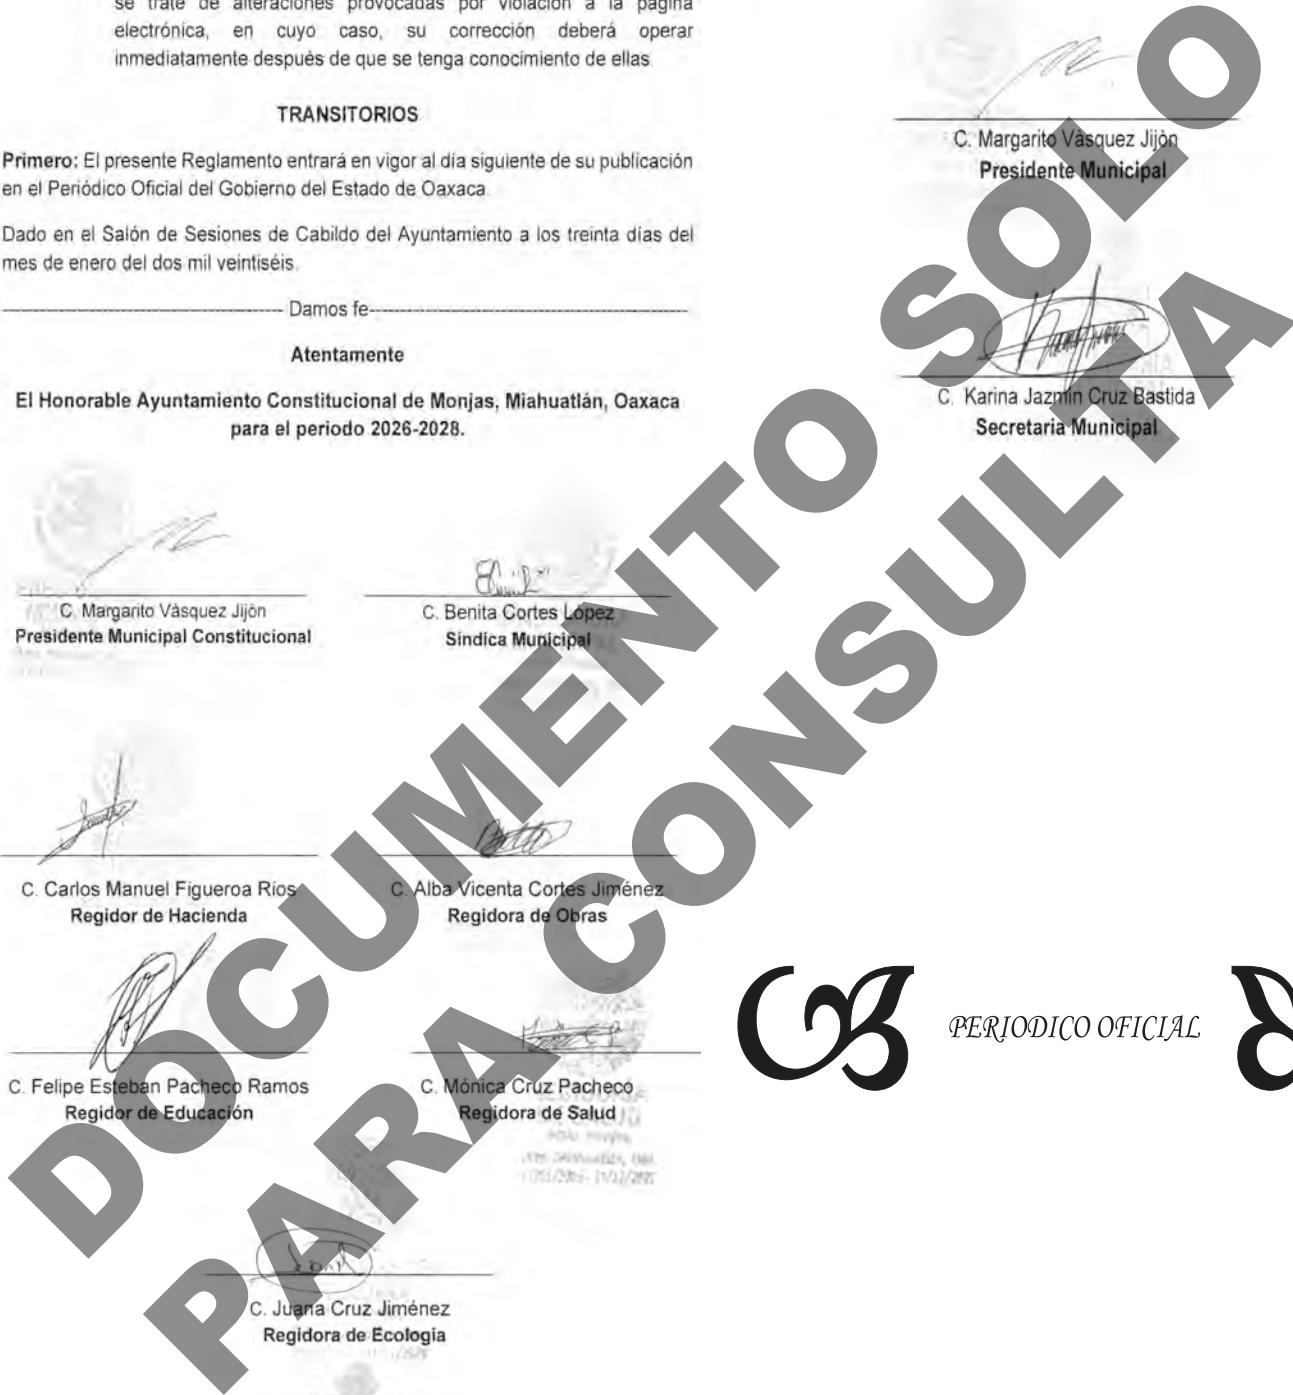 se trate de alteraciones provocadas por violación a la página
electrónica, en cuyo caso, su corrección deberá operar
inmediatamente después de que se tenga conocimiento de ellas
TRANSITORIOS
Primero: El presente Reglamento entrará en vigor al día siguiente de su publicación
en el Periódico Oficial del Gobierno del Estado de Oaxaca.
Dado en el Salón de Sesiones de Cabildo del Ayuntamiento a los treinta días del
mes de enero del dos mil veintiséis.
Damos fe
Atentamente
El Honorable Ayuntamiento Constitucional de Monjas, Miahuatlán, Oaxaca
para el periodo 2026-2028.
C. Margarito Vàsquez Jijòn
Presidente Municipal Constitucional
C. Benita Cortes López
Síndica Municipal
C. Carlos Manuel Figueroa Ríos
Regidor de Hacienda
C. Alba Vicenta Cortes Jiménez
Regidora de Obras
C. Felipe Esteban Pacheco Ramos
Regidor de Educación
C. Mónica Cruz Pacheco
Regidora de Salud
C. Juana Cruz Jiménez
Regidora de Ecología
C. Margarito Vàsquez Jijòn
Presidente Municipal
C. Karina Jazmín Cruz Bastida
Secretaria Municipal
PERIODICO OFICIAL
DOCUMENTO SOLO
PARA CONSULTA